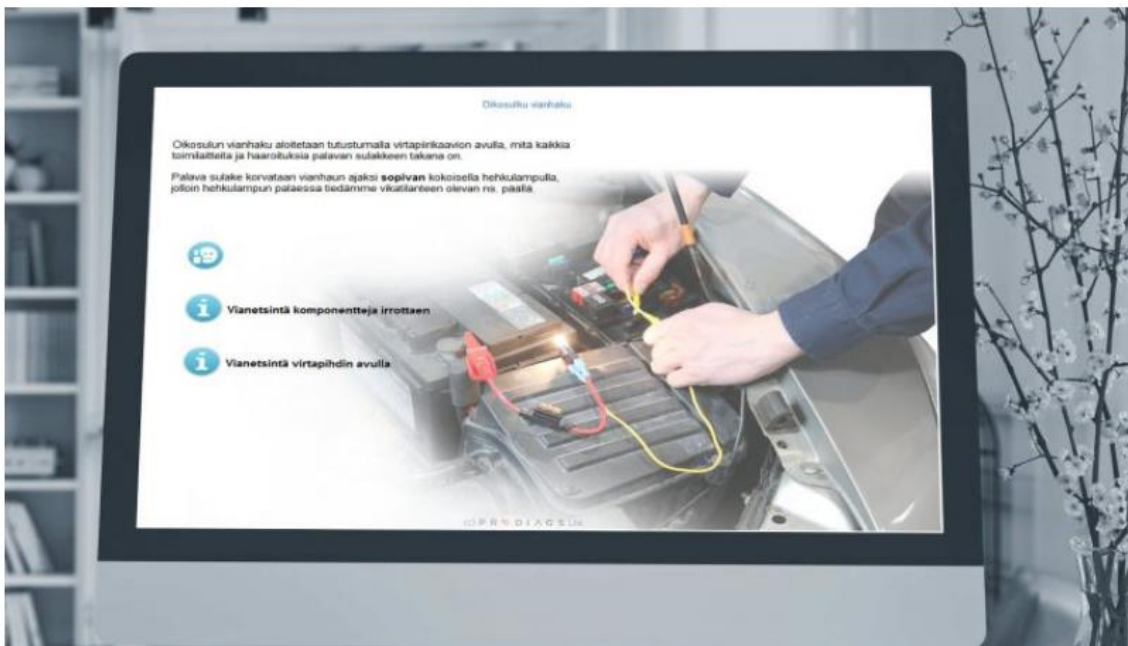 Oikosulku vianhaku
Oikosulun vianhaku aloitetaan tutustumalla virtapiirikaavion avulla, mitä kaikkia
toimilaitteita ja haaroituksia palavan sulakkeen takana on.
Palava sulake korvataan vianhaun ajaksi sopivan kokoisella hehkulampulla,
jolloin hehkulampun palaessa tiedämme vikatilanteen olevan ns. päällä.
Vianetsintä komponentteja irrottaen
Vianetsintä virtapihdin avulla
(c) PRODIAGS Ltd.